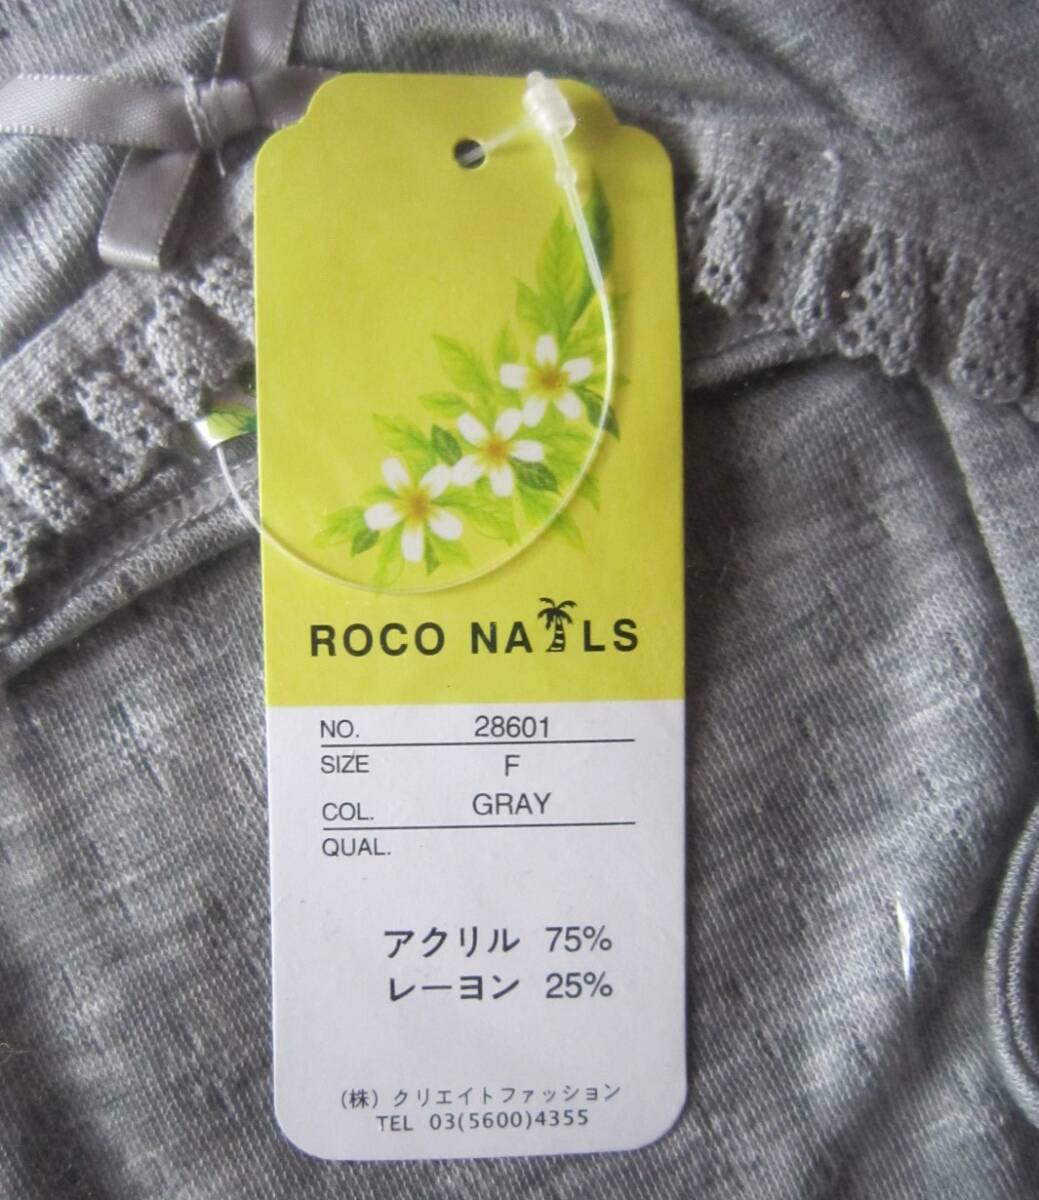 ROCO NAILS
NO. 28601
SIZE F
COL. GRAY
QUAL.
アクリル 75%
レーヨン 25%
(株)クリエイトファッション
TEL 03(5600)4355